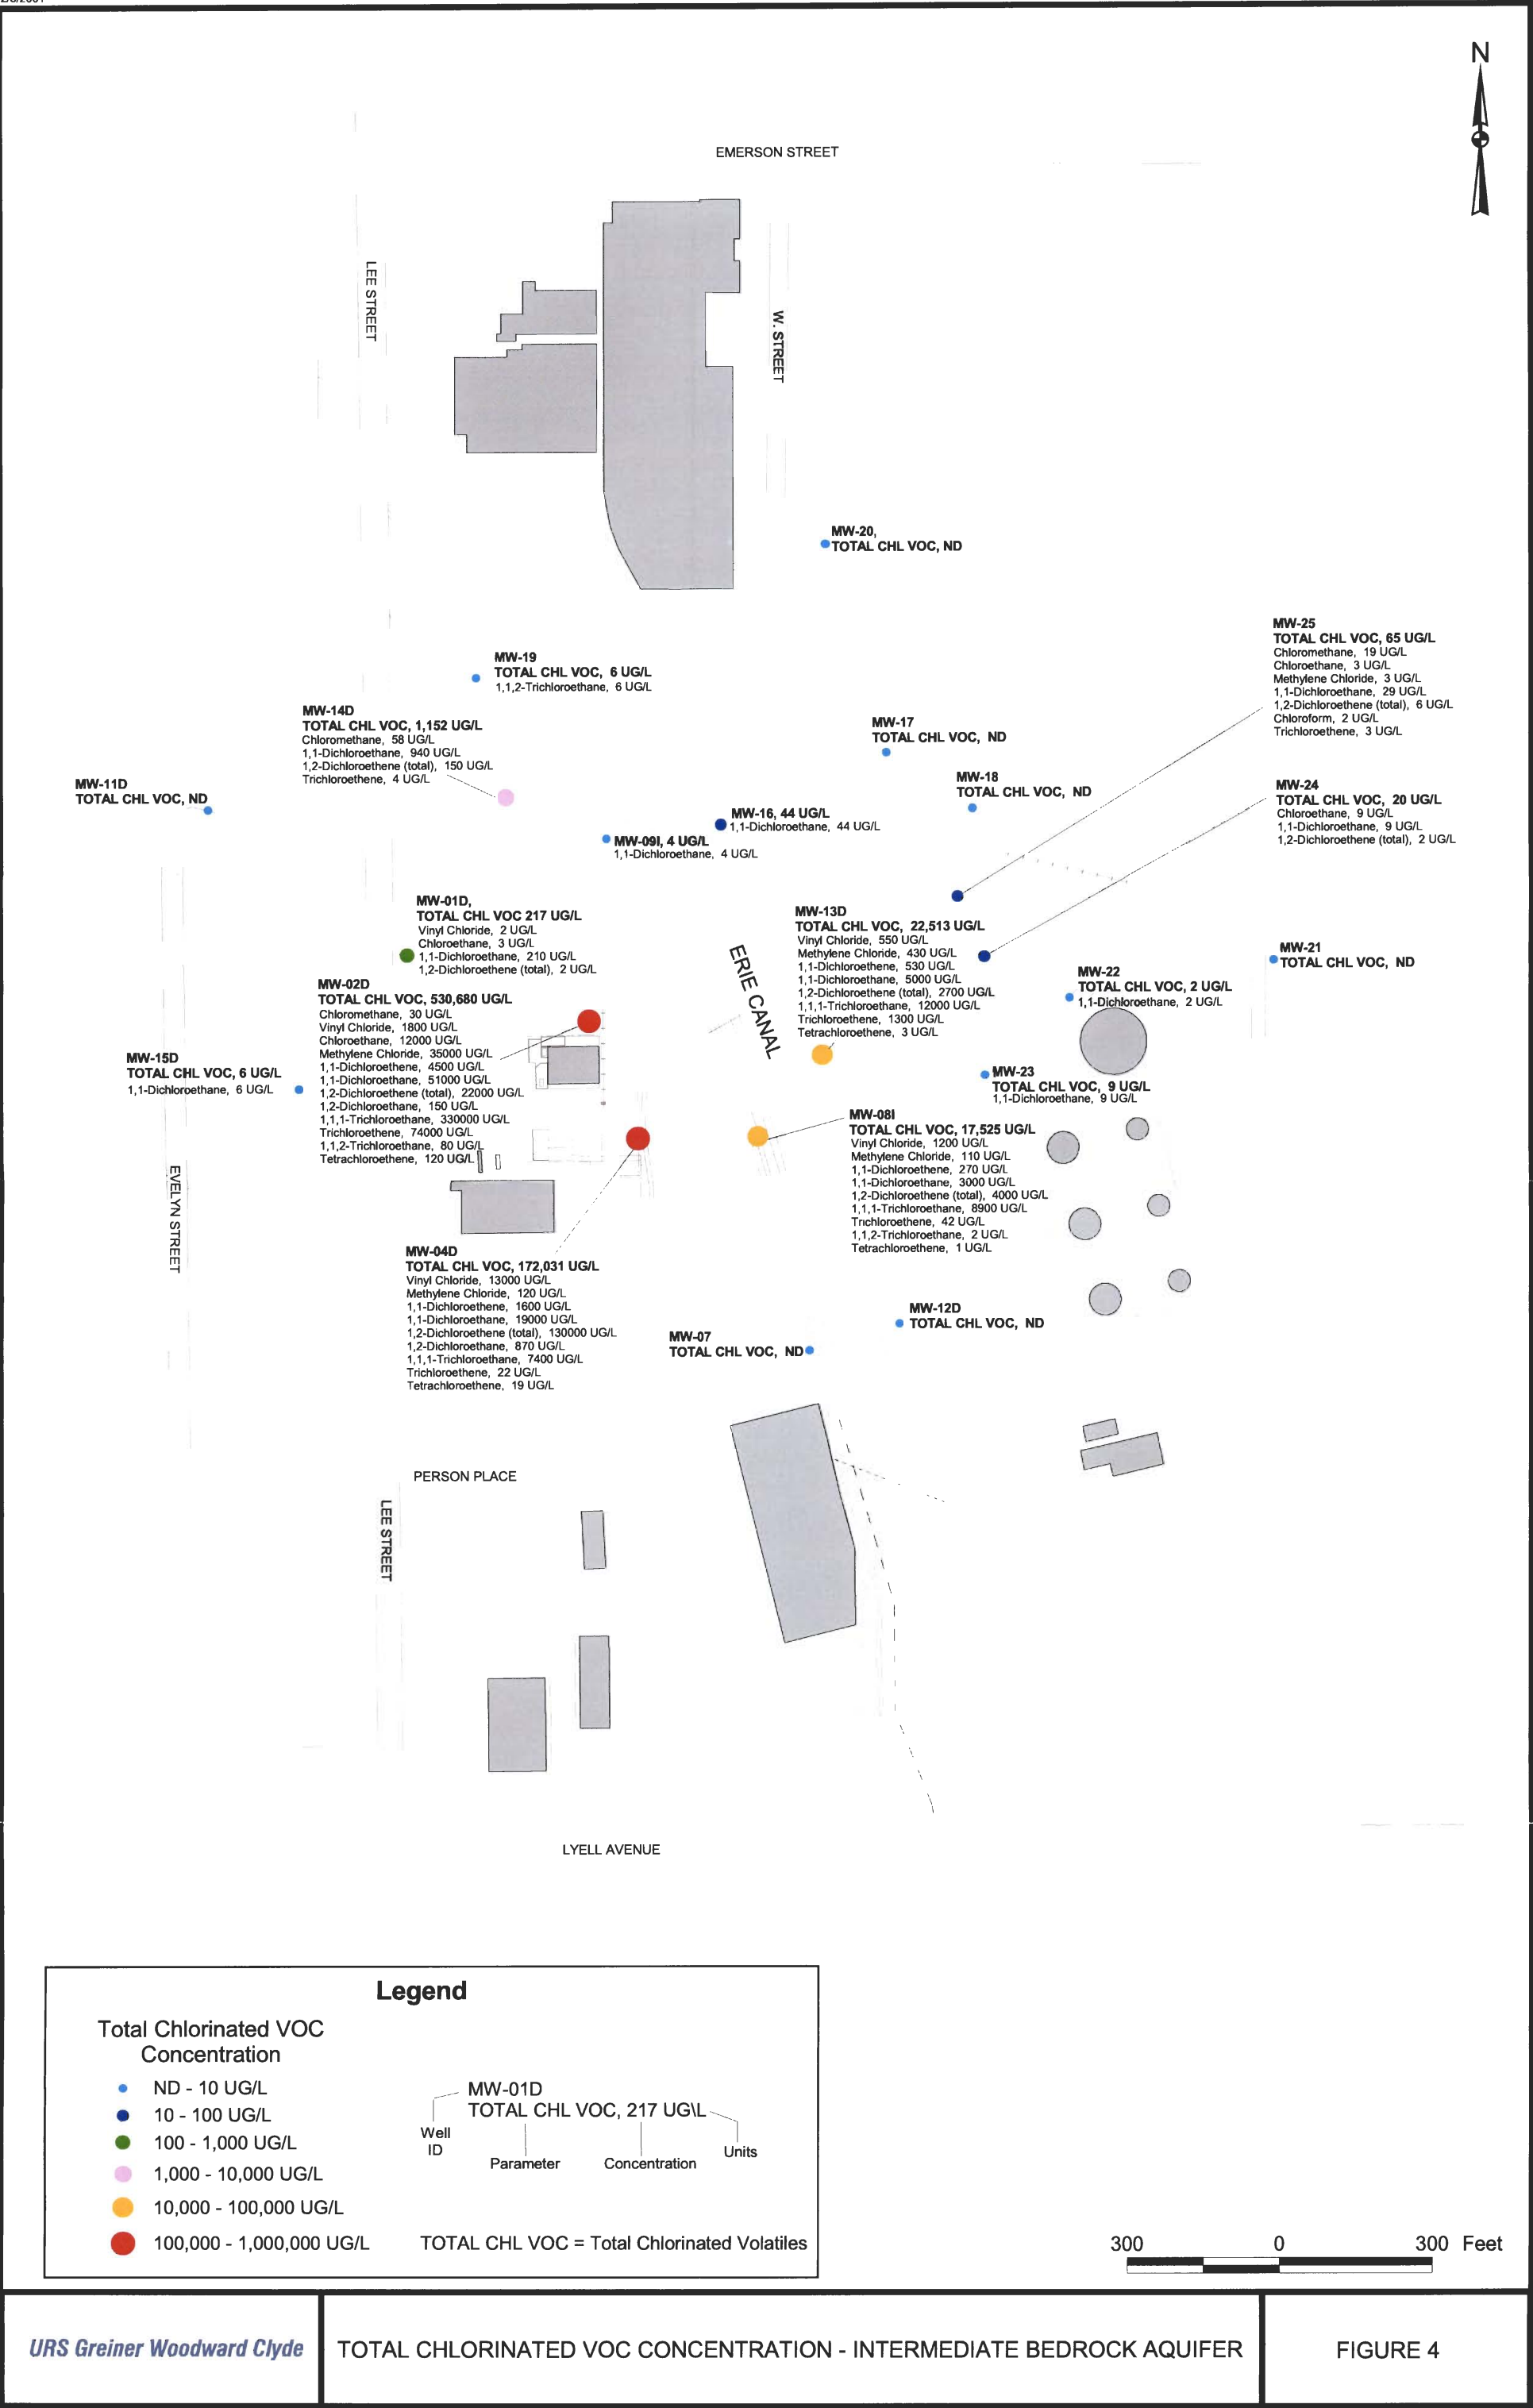 N
EMERSON STREET
LEE STREET
W. STREET
MW-20,
TOTAL CHL VOC, ND
MW-25
TOTAL CHL VOC, 65 UG/L
Chloromethane, 19 UG/L
Chloroethane, 3 UG/L
Methylene Chloride, 3 UG/L
1,1-Dichloroethane, 29 UG/L
1,2-Dichloroethene (total), 6 UG/L
Chloroform, 2 UG/L
Trichloroethene, 3 UG/L
MW-19
TOTAL CHL VOC, 6 UG/L
1,1,2-Trichloroethane, 6 UG/L
MW-14D
TOTAL CHL VOC, 1,152 UG/L
Chloromethane, 58 UG/L
1,1-Dichloroethane, 940 UG/L
1,2-Dichloroethene (total), 150 UG/L
Trichloroethene, 4 UG/L
MW-17
TOTAL CHL VOC, ND
MW-18
TOTAL CHL VOC, ND
MW-11D
TOTAL CHL VOC, ND
MW-24
TOTAL CHL VOC, 20 UG/L
Chloroethane, 9 UG/L
1,1-Dichloroethane, 9 UG/L
1,2-Dichloroethene (total), 2 UG/L
MW-16, 44 UG/L
1,1-Dichloroethane, 44 UG/L
MW-09I, 4 UG/L
1,1-Dichloroethane, 4 UG/L
MW-01D,
TOTAL CHL VOC 217 UG/L
Vinyl Chloride, 2 UG/L
Chloroethane, 3 UG/L
1,1-Dichloroethane, 210 UG/L
1,2-Dichloroethene (total), 2 UG/L
MW-13D
TOTAL CHL VOC, 22,513 UG/L
Vinyl Chloride, 550 UG/L
Methylene Chloride, 430 UG/L
1,1-Dichloroethene, 530 UG/L
1,1-Dichloroethane, 5000 UG/L
1,2-Dichloroethene (total), 2700 UG/L
1,1,1-Trichloroethane, 12000 UG/L
Trichloroethene, 1300 UG/L
Tetrachloroethene, 3 UG/L
ERIE CANAL
MW-21
TOTAL CHL VOC, ND
MW-22
TOTAL CHL VOC, 2 UG/L
1,1-Dichloroethane, 2 UG/L
MW-02D
TOTAL CHL VOC, 530,680 UG/L
Chloromethane, 30 UG/L
Vinyl Chloride, 1800 UG/L
Chloroethane, 12000 UG/L
Methylene Chloride, 35000 UG/L
1,1-Dichloroethene, 4500 UG/L
1,1-Dichloroethane, 51000 UG/L
1,2-Dichloroethene (total), 22000 UG/L
1,2-Dichloroethane, 150 UG/L
1,1,1-Trichloroethane, 330000 UG/L
Trichloroethene, 74000 UG/L
1,1,2-Trichloroethane, 80 UG/L
Tetrachloroethene, 120 UG/L
MW-15D
TOTAL CHL VOC, 6 UG/L
1,1-Dichloroethane, 6 UG/L
MW-23
TOTAL CHL VOC, 9 UG/L
1,1-Dichloroethane, 9 UG/L
MW-08I
TOTAL CHL VOC, 17,525 UG/L
Vinyl Chloride, 1200 UG/L
Methylene Chloride, 110 UG/L
1,1-Dichloroethene, 270 UG/L
1,1-Dichloroethane, 3000 UG/L
1,2-Dichloroethene (total), 4000 UG/L
1,1,1-Trichloroethane, 8900 UG/L
Trichloroethene, 42 UG/L
1,1,2-Trichloroethane, 2 UG/L
Tetrachloroethene, 1 UG/L
EVELYN STREET
MW-04D
TOTAL CHL VOC, 172,031 UG/L
Vinyl Chloride, 13000 UG/L
Methylene Chloride, 120 UG/L
1,1-Dichloroethene, 1600 UG/L
1,1-Dichloroethane, 19000 UG/L
1,2-Dichloroethene (total), 130000 UG/L
1,2-Dichloroethane, 870 UG/L
1,1,1-Trichloroethane, 7400 UG/L
Trichloroethene, 22 UG/L
Tetrachloroethene, 19 UG/L
MW-12D
TOTAL CHL VOC, ND
MW-07
TOTAL CHL VOC, ND
PERSON PLACE
LEE STREET
LYELL AVENUE
Legend
Total Chlorinated VOC
Concentration
ND - 10 UG/L
10 - 100 UG/L
100 - 1,000 UG/L
1,000 - 10,000 UG/L
10,000 - 100,000 UG/L
100,000 - 1,000,000 UG/L
MW-01D
TOTAL CHL VOC, 217 UG\L
Well
ID
Parameter
Concentration
Units
TOTAL CHL VOC = Total Chlorinated Volatiles
300 0 300 Feet
URS Greiner Woodward Clyde
TOTAL CHLORINATED VOC CONCENTRATION - INTERMEDIATE BEDROCK AQUIFER
FIGURE 4